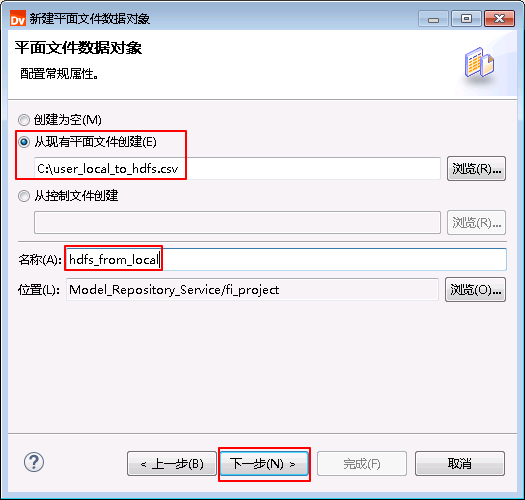 Dv 新建平面文件数据对象
平面文件数据对象
配置常规属性。
创建为空(M)
从现有平面文件创建(E)
C:\user_local_to_hdfs.csv 浏览(R)...
从控制文件创建
浏览(R)...
名称(A): hdfs_from_local
位置(L): Model_Repository_Service/fi_project 浏览(O)...
? < 上一步(B) 下一步(N) > 完成(F) 取消